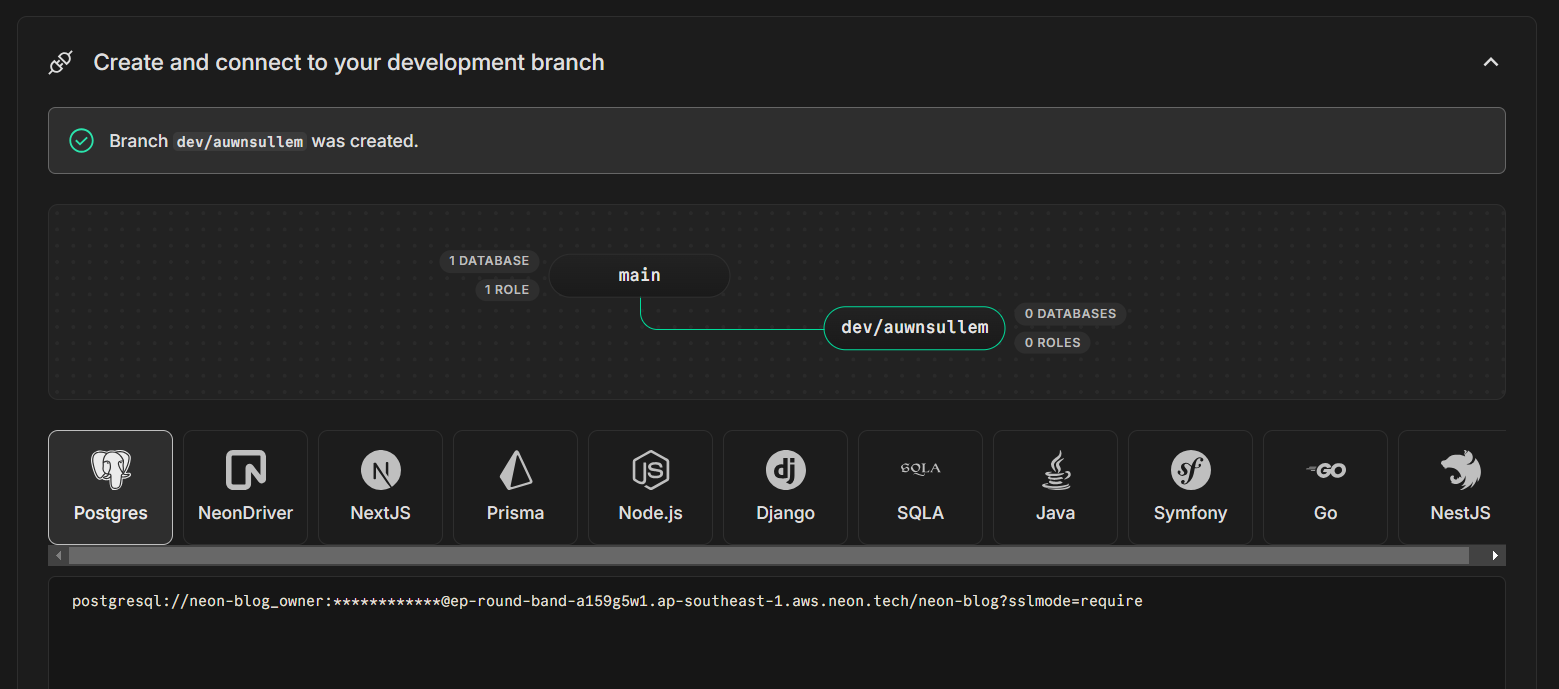 Create and connect to your development branch
Branch dev/auwnsullem was created.
1 DATABASE
main
1 ROLE
0 DATABASES
dev/auwnsullem
0 ROLES
Postgres
NeonDriver
NextJS
Prisma
Node.js
Django
SQLA
SQLA
Java
Symfony
Go
NestJS
postgresql://neon-blog_owner:************@ep-round-band-a159g5w1.ap-southeast-1.aws.neon.tech/neon-blog?sslmode=require